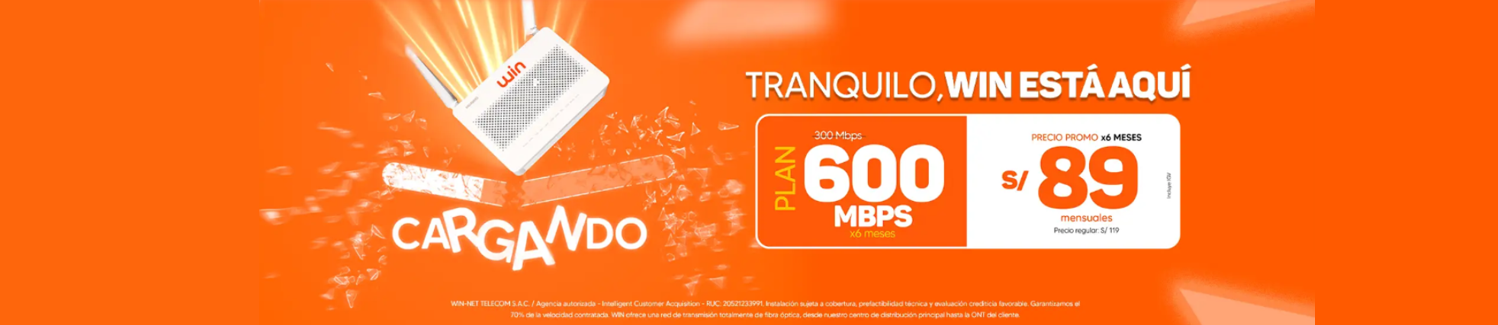 win
CARGANDO
TRANQUILO, WIN ESTÁ AQUÍ
PLAN
300 Mbps
600
MBPS
x6 meses
PRECIO PROMO x6 MESES
S/ 89
mensuales
Precio regular: S/ 119
Incluye IGV
WIN-NET TELECOM S.A.C. / Agencia autorizada - Intelligent Customer Acquisition - RUC: 20521233991. Instalación sujeta a cobertura, prefactibilidad técnica y evaluación crediticia favorable. Garantizamos el
70% de la velocidad contratada. WIN ofrece una red de transmisión totalmente de fibra óptica, desde nuestro centro de distribución principal hasta la ONT del cliente.